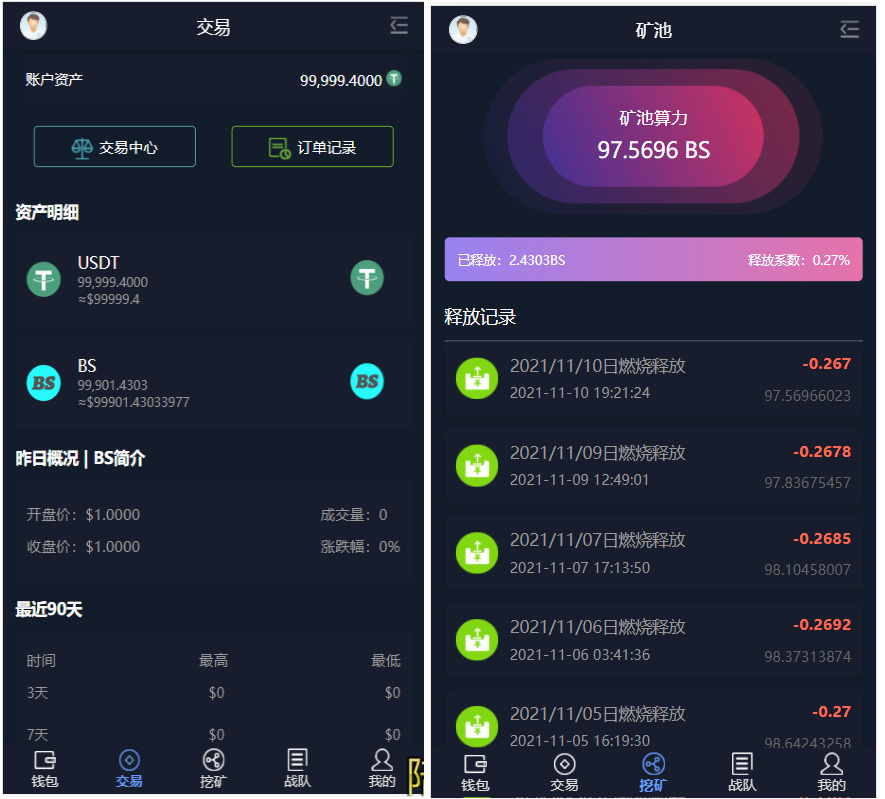 交易
账户资产
99,999.4000
交易中心
订单记录
资产明细
USDT
99,999.4000
≈$99999.4
BS
BS
99,901.4303
≈$99901.43033977
BS
昨日概况 | BS简介
开盘价：$1.0000
成交量：0
收盘价：$1.0000
涨跌幅：0%
最近90天
时间
最高
最低
3天
$0
$0
7天
$0
$0
钱包
交易
挖矿
战队
我的
矿池
矿池算力
97.5696 BS
已释放：2.4303BS
释放系数：0.27%
释放记录
2021/11/10日燃烧释放
-0.267
2021-11-10 19:21:24
97.56966023
2021/11/09日燃烧释放
-0.2678
2021-11-09 12:49:01
97.83675457
2021/11/07日燃烧释放
-0.2685
2021-11-07 17:13:50
98.10458007
2021/11/06日燃烧释放
-0.2692
2021-11-06 03:41:36
98.37313874
2021/11/05日燃烧释放
-0.27
2021-11-05 16:19:30
98.64243258
钱包
交易
挖矿
战队
我的